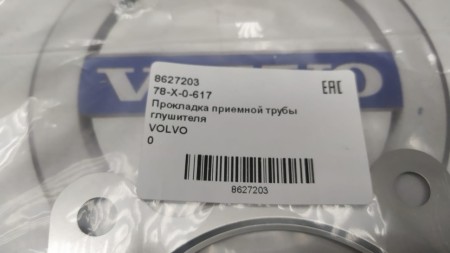 VOLVO
8627203
78-X-0-617
Прокладка приемной трубы
глушителя
VOLVO
0
EAC
8627203